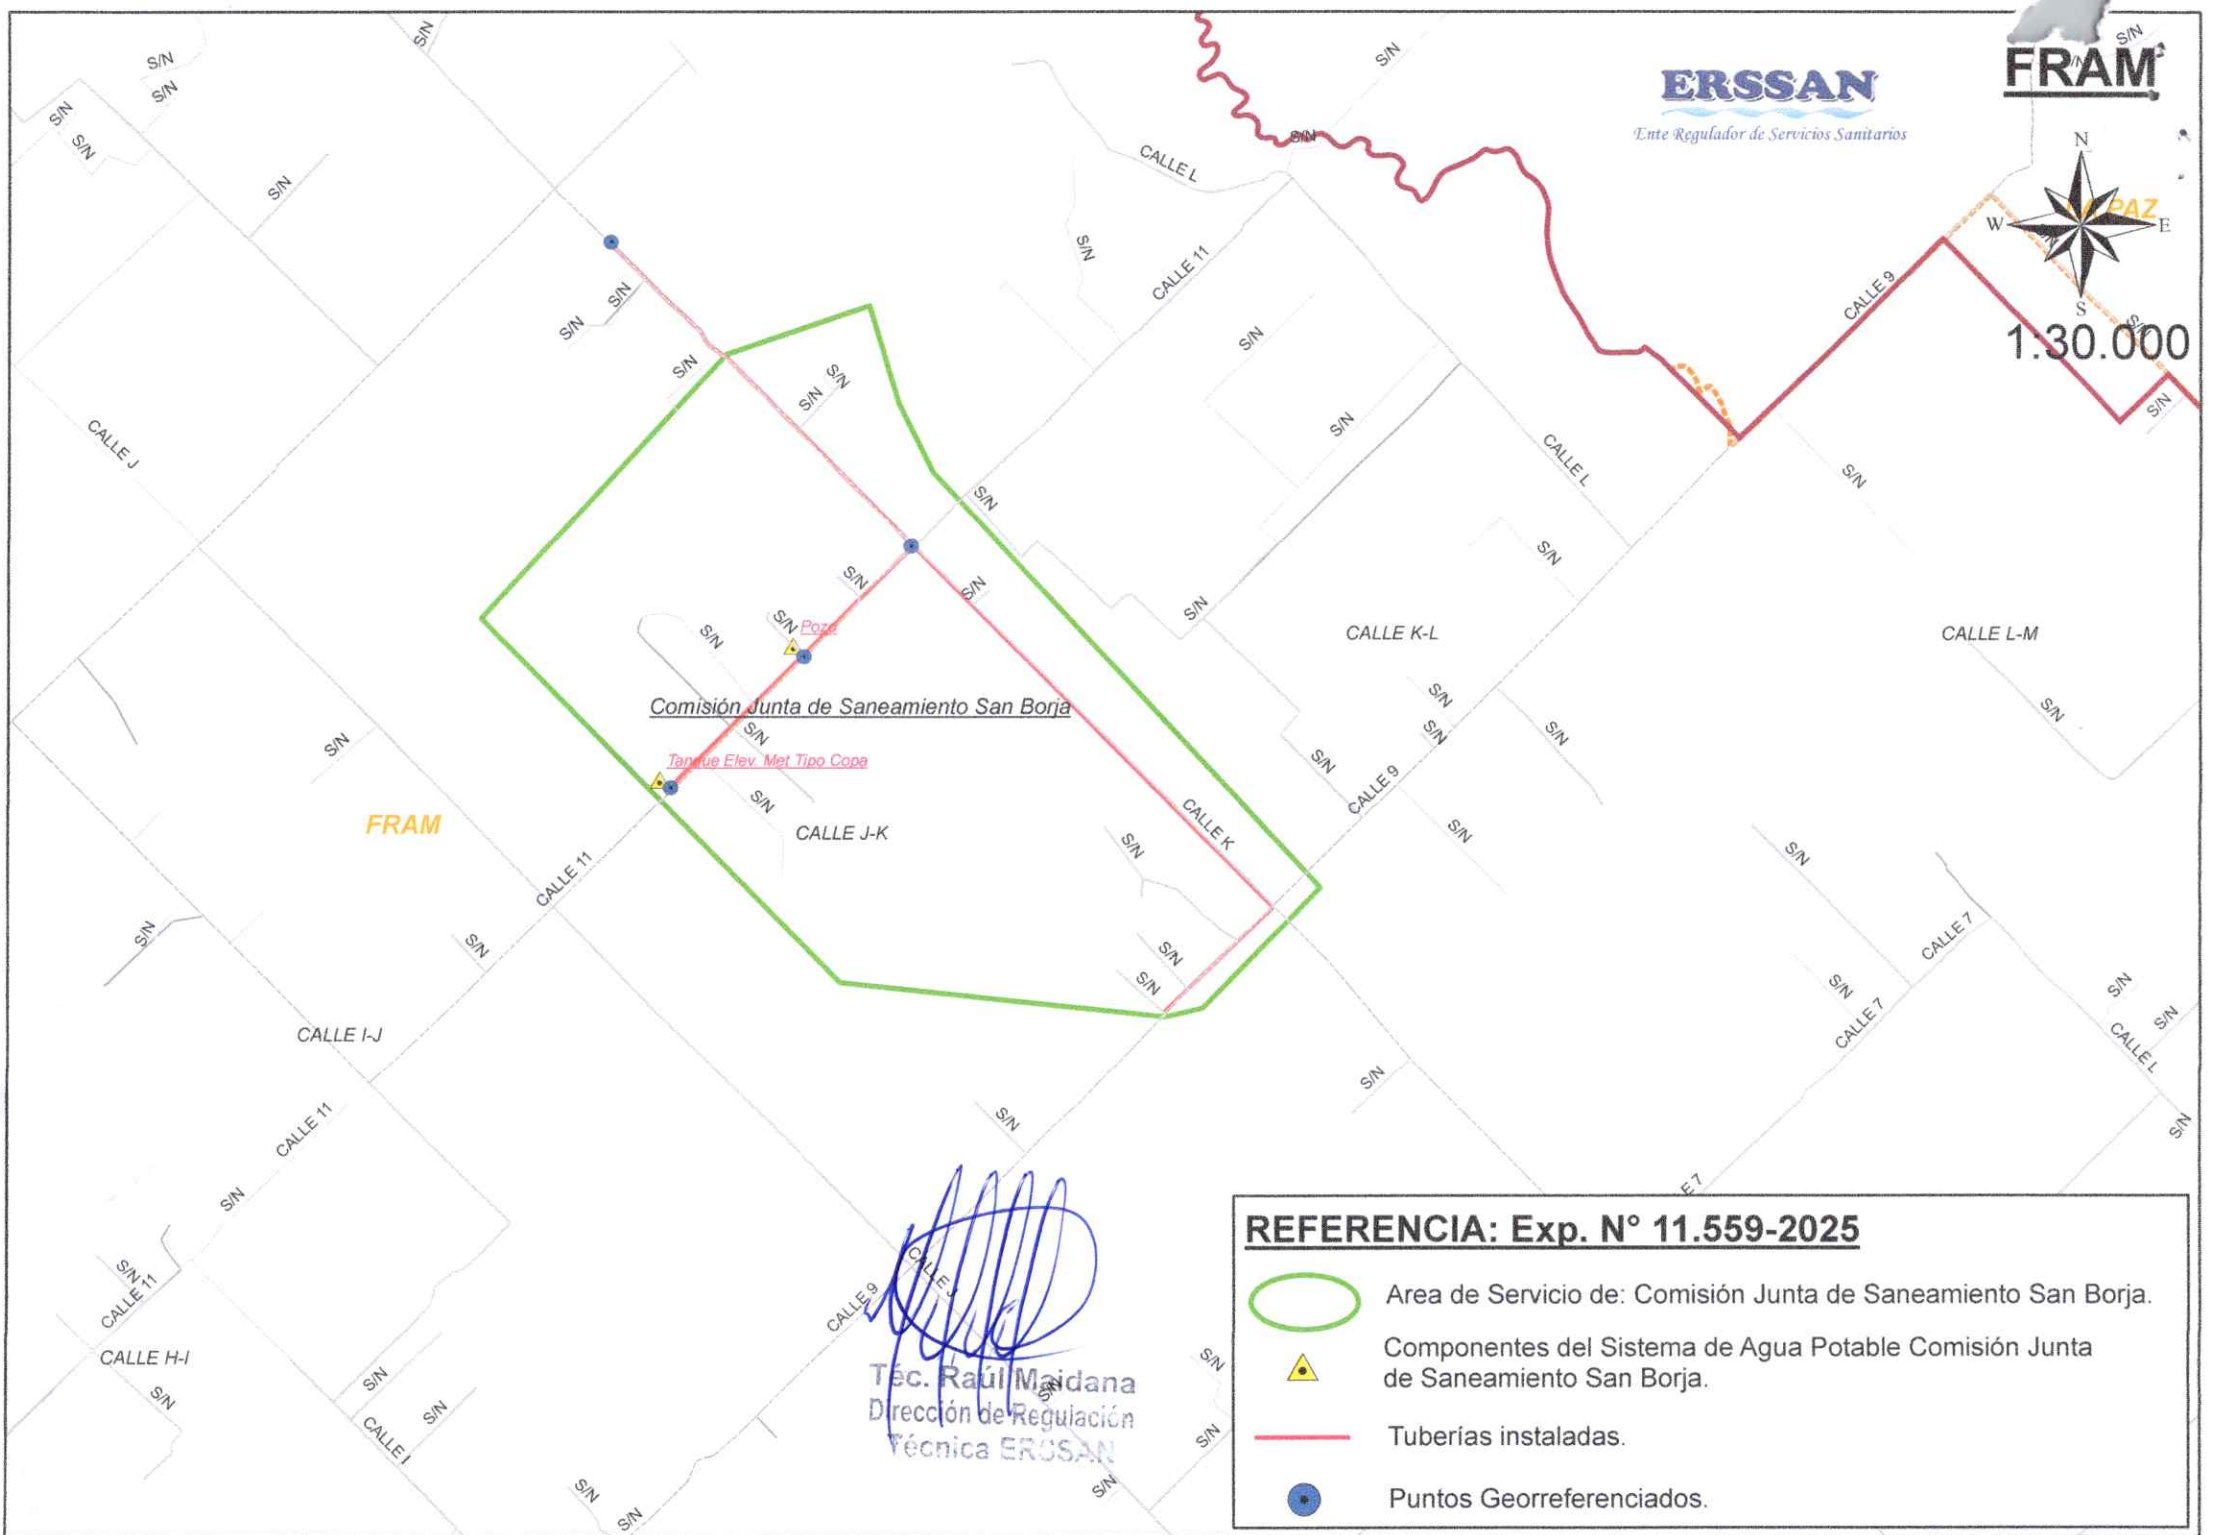 S/N
S/N
S/N
S/N
S/N
S/N
S/N
S/N
S/N
ERSSAN
Ente Regulador de Servicios Sanitarios
FRAM
N
W
E
S
PAZ
1:30.000
CALLE L
S/N
CALLE 11
CALLE 9
S/N
S/N
S/N
S/N
S/N
S/N
S/N
S/N
S/N
S/N
CALLE J
CALLE L
S/N
S/N
S/N
S/N
S/N
S/N
Pozo
S/N
S/N
S/N
CALLE K-L
CALLE L-M
Comisión Junta de Saneamiento San Borja
S/N
S/N
S/N
S/N
S/N
S/N
S/N
Tanque Elev. Met Tipo Copa
S/N
CALLE 9
FRAM
CALLE J-K
CALLE K
S/N
S/N
S/N
CALLE 11
S/N
S/N
S/N
S/N
S/N
CALLE 7
S/N
S/N
S/N
CALLE 7
CALLE L
CALLE I-J
S/N
S/N
CALLE 11
S/N
S/N
E 7
S/N
CALLE 11
CALLE 9
CALLE J
CALLE H-I
S/N
S/N
S/N
CALLE I
S/N
S/N
S/N
S/N
S/N
S/N
Téc. Raúl Maidana
Dirección de Regulación
Técnica ERSSAN
REFERENCIA: Exp. N° 11.559-2025
Area de Servicio de: Comisión Junta de Saneamiento San Borja.
Componentes del Sistema de Agua Potable Comisión Junta
de Saneamiento San Borja.
Tuberías instaladas.
Puntos Georreferenciados.